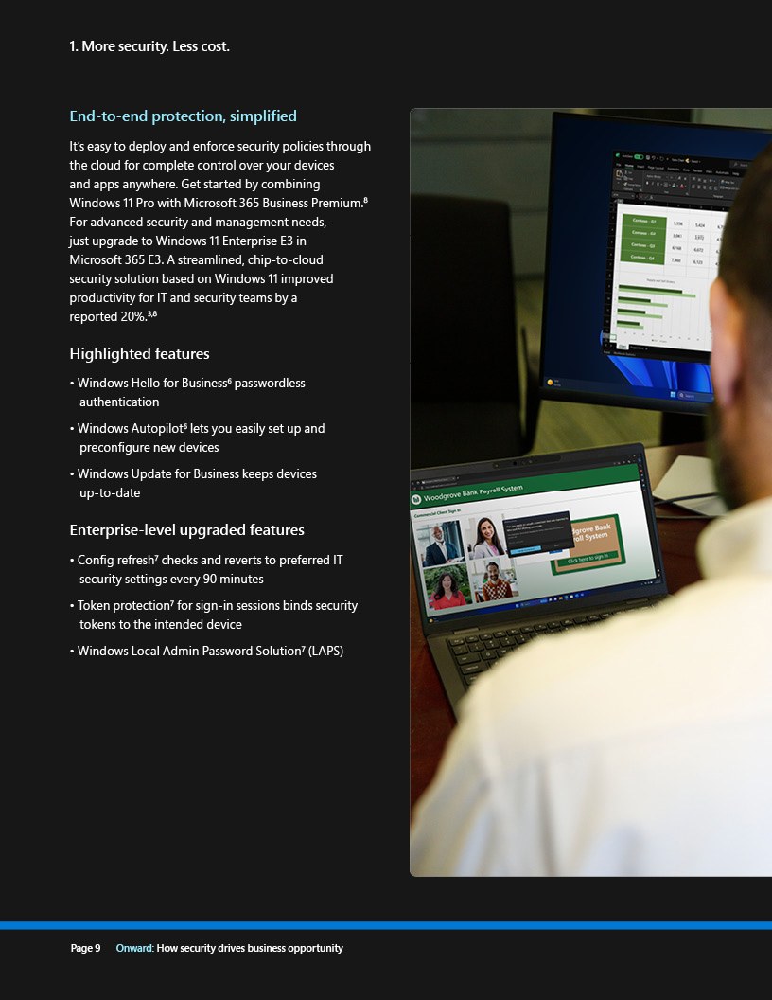 1. More security. Less cost.
End-to-end protection, simplified
It’s easy to deploy and enforce security policies through
the cloud for complete control over your devices
and apps anywhere. Get started by combining
Windows 11 Pro with Microsoft 365 Business Premium.⁸
For advanced security and management needs,
just upgrade to Windows 11 Enterprise E3 in
Microsoft 365 E3. A streamlined, chip-to-cloud
security solution based on Windows 11 improved
productivity for IT and security teams by a
reported 20%.³,⁸
Highlighted features
• Windows Hello for Business⁶ passwordless
authentication
• Windows Autopilot⁶ lets you easily set up and
preconfigure new devices
• Windows Update for Business keeps devices
up-to-date
Enterprise-level upgraded features
• Config refresh⁷ checks and reverts to preferred IT
security settings every 90 minutes
• Token protection⁷ for sign-in sessions binds security
tokens to the intended device
• Windows Local Admin Password Solution⁷ (LAPS)
Contoso - Q1
Contoso - Q3
Contoso - Q4
Woodgrove Bank Payroll System
Commercial Client Sign In
dgrove Bank
roll System
Click here to sign in
Page 9 Onward: How security drives business opportunity